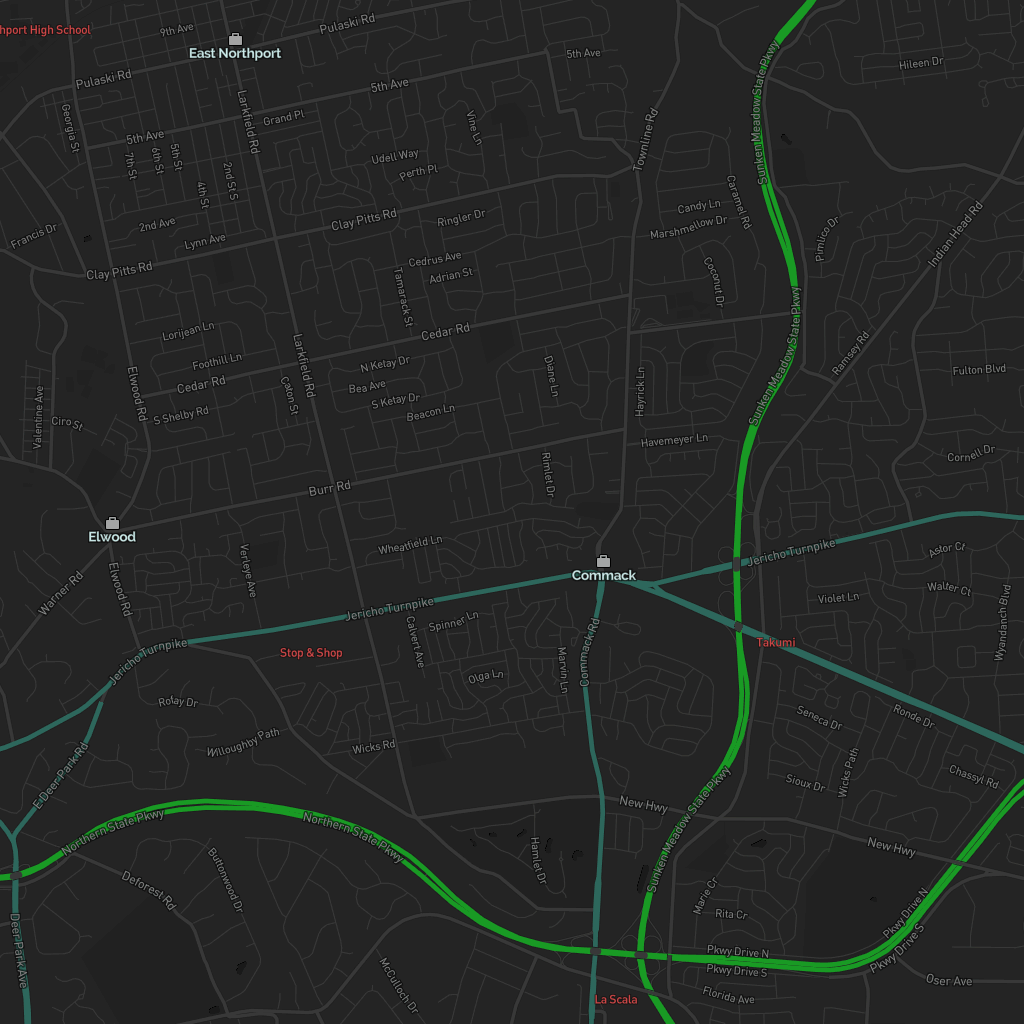 Pulaski Rd
9th Ave
hport High School
East Northport
5th Ave
Hileen Dr
Pulaski Rd
5th Ave
Sunken Meadow State Pkwy
Georgia St
Larkfield Rd
Grand Pl
Vine Ln
Townline Rd
5th Ave
7th St
6th St
5th St
2nd St S
4th St
Udell Way
Perth Pl
Caramel Rd
Candy Ln
Marshmellow Dr
Pimlico Dr
Indian Head Rd
Francis Dr
2nd Ave
Lynn Ave
Clay Pitts Rd
Ringler Dr
Clay Pitts Rd
Cedrus Ave
Adrian St
Tamarack St
Coconut Dr
Lorijean Ln
Foothill Ln
Cedar Rd
Cedar Rd
Larkfield Rd
N Ketay Dr
Bea Ave
S Ketay Dr
Beacon Ln
Diane Ln
Hayrick Ln
Sunken Meadow State Pkwy
Ramsey Rd
Fulton Blvd
Elwood Rd
Caton St
S Shelby Rd
Valentine Ave
Ciro St
Havemeyer Ln
Cornell Dr
Rimlet Dr
Burr Rd
Elwood
Wheatfield Ln
Verleye Ave
Commack
Jericho Turnpike
Astor Ct
Walter Ct
Violet Ln
Wyandanch Blvd
Warner Rd
Elwood Rd
Jericho Turnpike
Spinner Ln
Calvert Ave
Commack Rd
Marvin Ln
Takumi
Stop & Shop
Jericho Turnpike
Olga Ln
Rolay Dr
Seneca Dr
Ronde Dr
Willoughby Path
Wicks Rd
Wicks Path
Sioux Dr
Chassyl Rd
E Deer Park Rd
Northern State Pkwy
Northern State Pkwy
New Hwy
Sunken Meadow State Pkwy
New Hwy
Hamlet Dr
Deforest Rd
Buttonwood Dr
Marie Cr
Rita Cr
Pkwy Drive N
Pkwy Drive S
Deer Park Ave
McCulloch Dr
Pkwy Drive N
Pkwy Drive S
Oser Ave
La Scala
Florida Ave